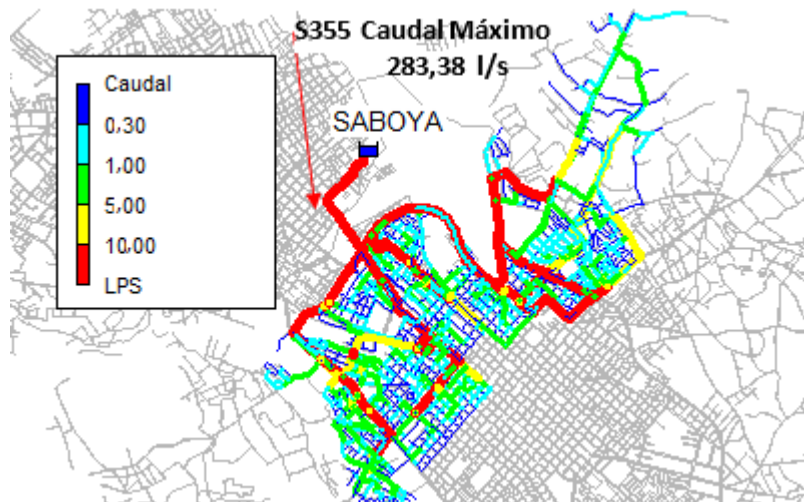 S355 Caudal Máximo
283,38 l/s
Caudal
0.30
1.00
5.00
10.00
LPS
SABOYA